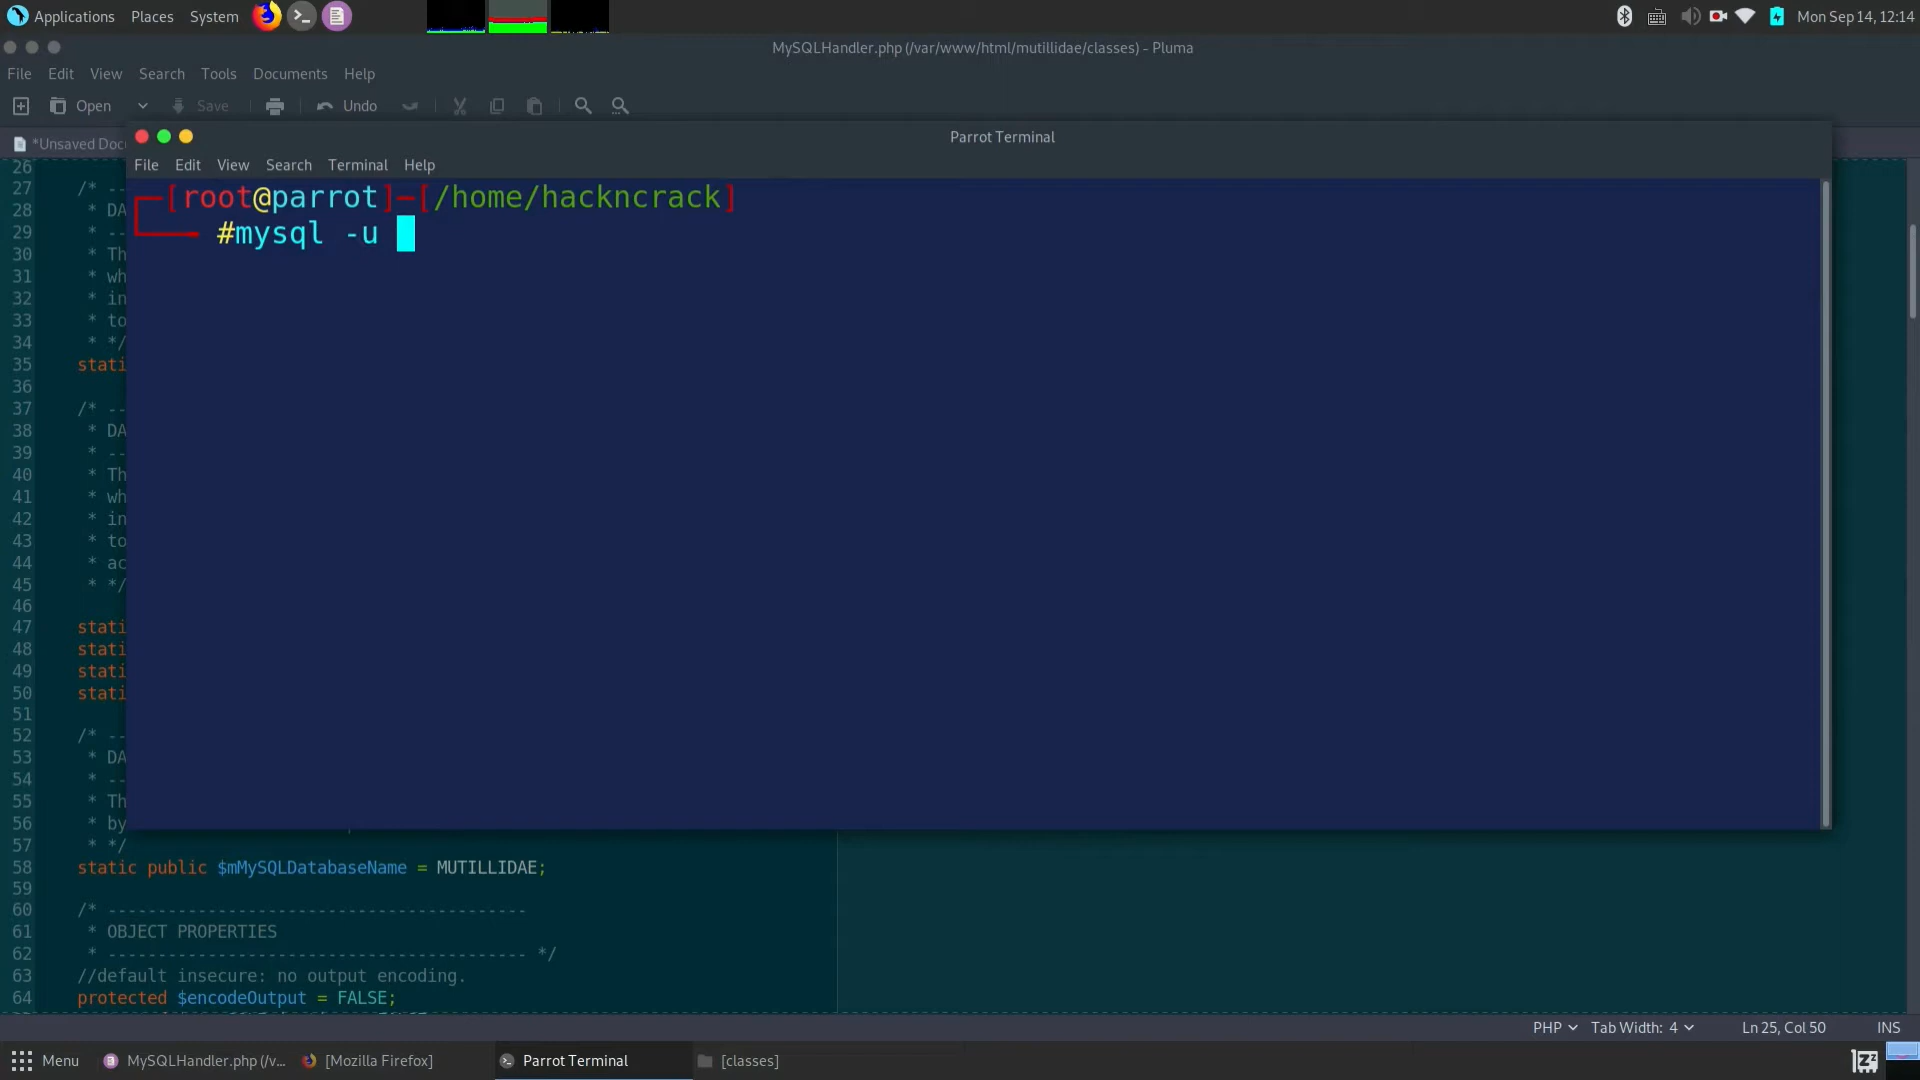 Applications Places System Mon Sep 14, 12:14
MySQLHandler.php (/var/www/html/mutillidae/classes) - Pluma
File Edit View Search Tools Documents Help
Open Save Undo
*Unsaved Doc
Parrot Terminal
File Edit View Search Terminal Help
[root@parrot]-[/home/hackncrack]
#mysql -u
26
27 /* --
28 * DA
29 * --
30 * Th
31 * wh
32 * in
33 * to
34 * */
35 stati
36
37 /* --
38 * DA
39 * --
40 * Th
41 * wh
42 * in
43 * to
44 * ac
45 * */
46
47 stati
48 stati
49 stati
50 stati
51
52 /* --
53 * DA
54 * --
55 * Th
56 * by
57 * */
58 static public $mMySQLDatabaseName = MUTILLIDAE;
59
60 /* ------------------------------------------
61 * OBJECT PROPERTIES
62 * ------------------------------------------ */
63 //default insecure: no output encoding.
64 protected $encodeOutput = FALSE;
PHP Tab Width: 4 Ln 25, Col 50 INS
Menu MySQLHandler.php (/v... [Mozilla Firefox] Parrot Terminal [classes]